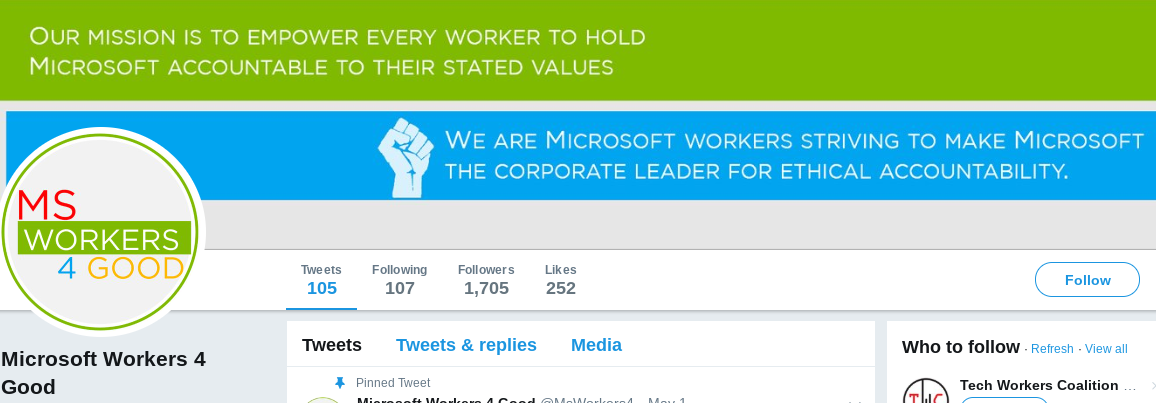 OUR MISSION IS TO EMPOWER EVERY WORKER TO HOLD
MICROSOFT ACCOUNTABLE TO THEIR STATED VALUES
WE ARE MICROSOFT WORKERS STRIVING TO MAKE MICROSOFT
THE CORPORATE LEADER FOR ETHICAL ACCOUNTABILITY.
MS
WORKERS
4 GOOD
Tweets Following Followers Likes
105 107 1,705 252
Follow
Microsoft Workers 4
Good
Tweets Tweets & replies Media
Pinned Tweet
Microsoft Workers 4 Good @MsWorkers4 · May 1
Who to follow · Refresh · View all
Tech Workers Coalition ...
TWC